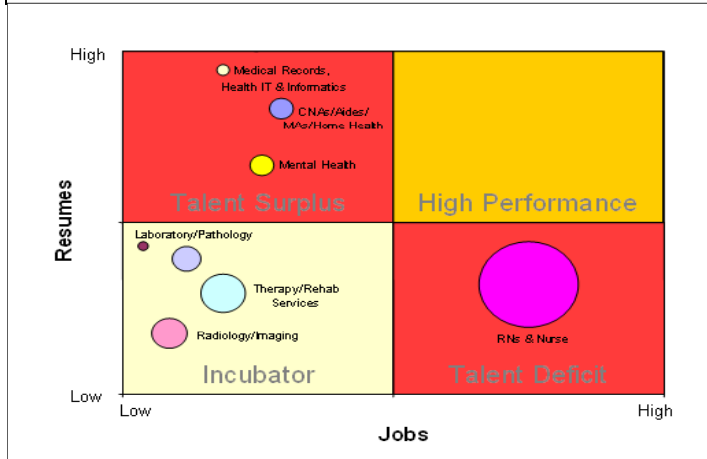 High
Medical Records,
Health IT & Informatics
CNAs/Aides/
MAs/Home Health
Mental Health
Talent Surplus
High Performance
Resumes
Laboratory/Pathology
Therapy/Rehab
Services
Radiology/Imaging
RNs & Nurse
Incubator
Talent Deficit
Low
Low
High
Jobs